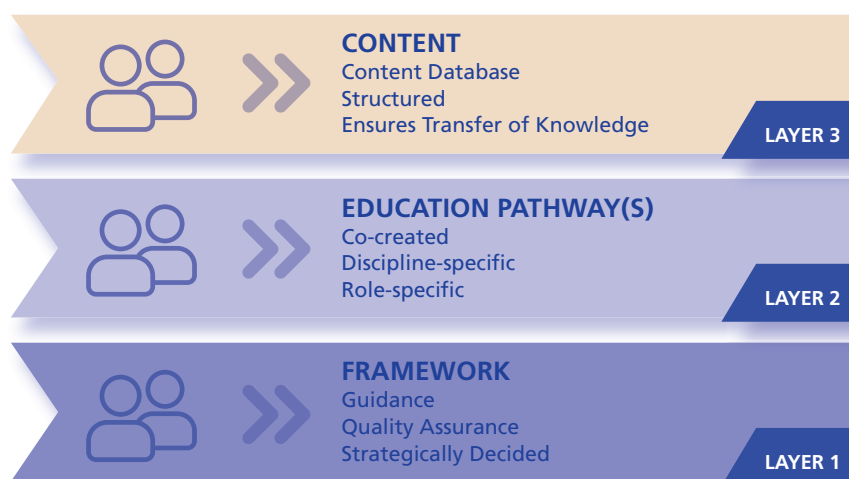 CONTENT
Content Database
Structured
Ensures Transfer of Knowledge
LAYER 3
EDUCATION PATHWAY(S)
Co-created
Discipline-specific
Role-specific
LAYER 2
FRAMEWORK
Guidance
Quality Assurance
Strategically Decided
LAYER 1